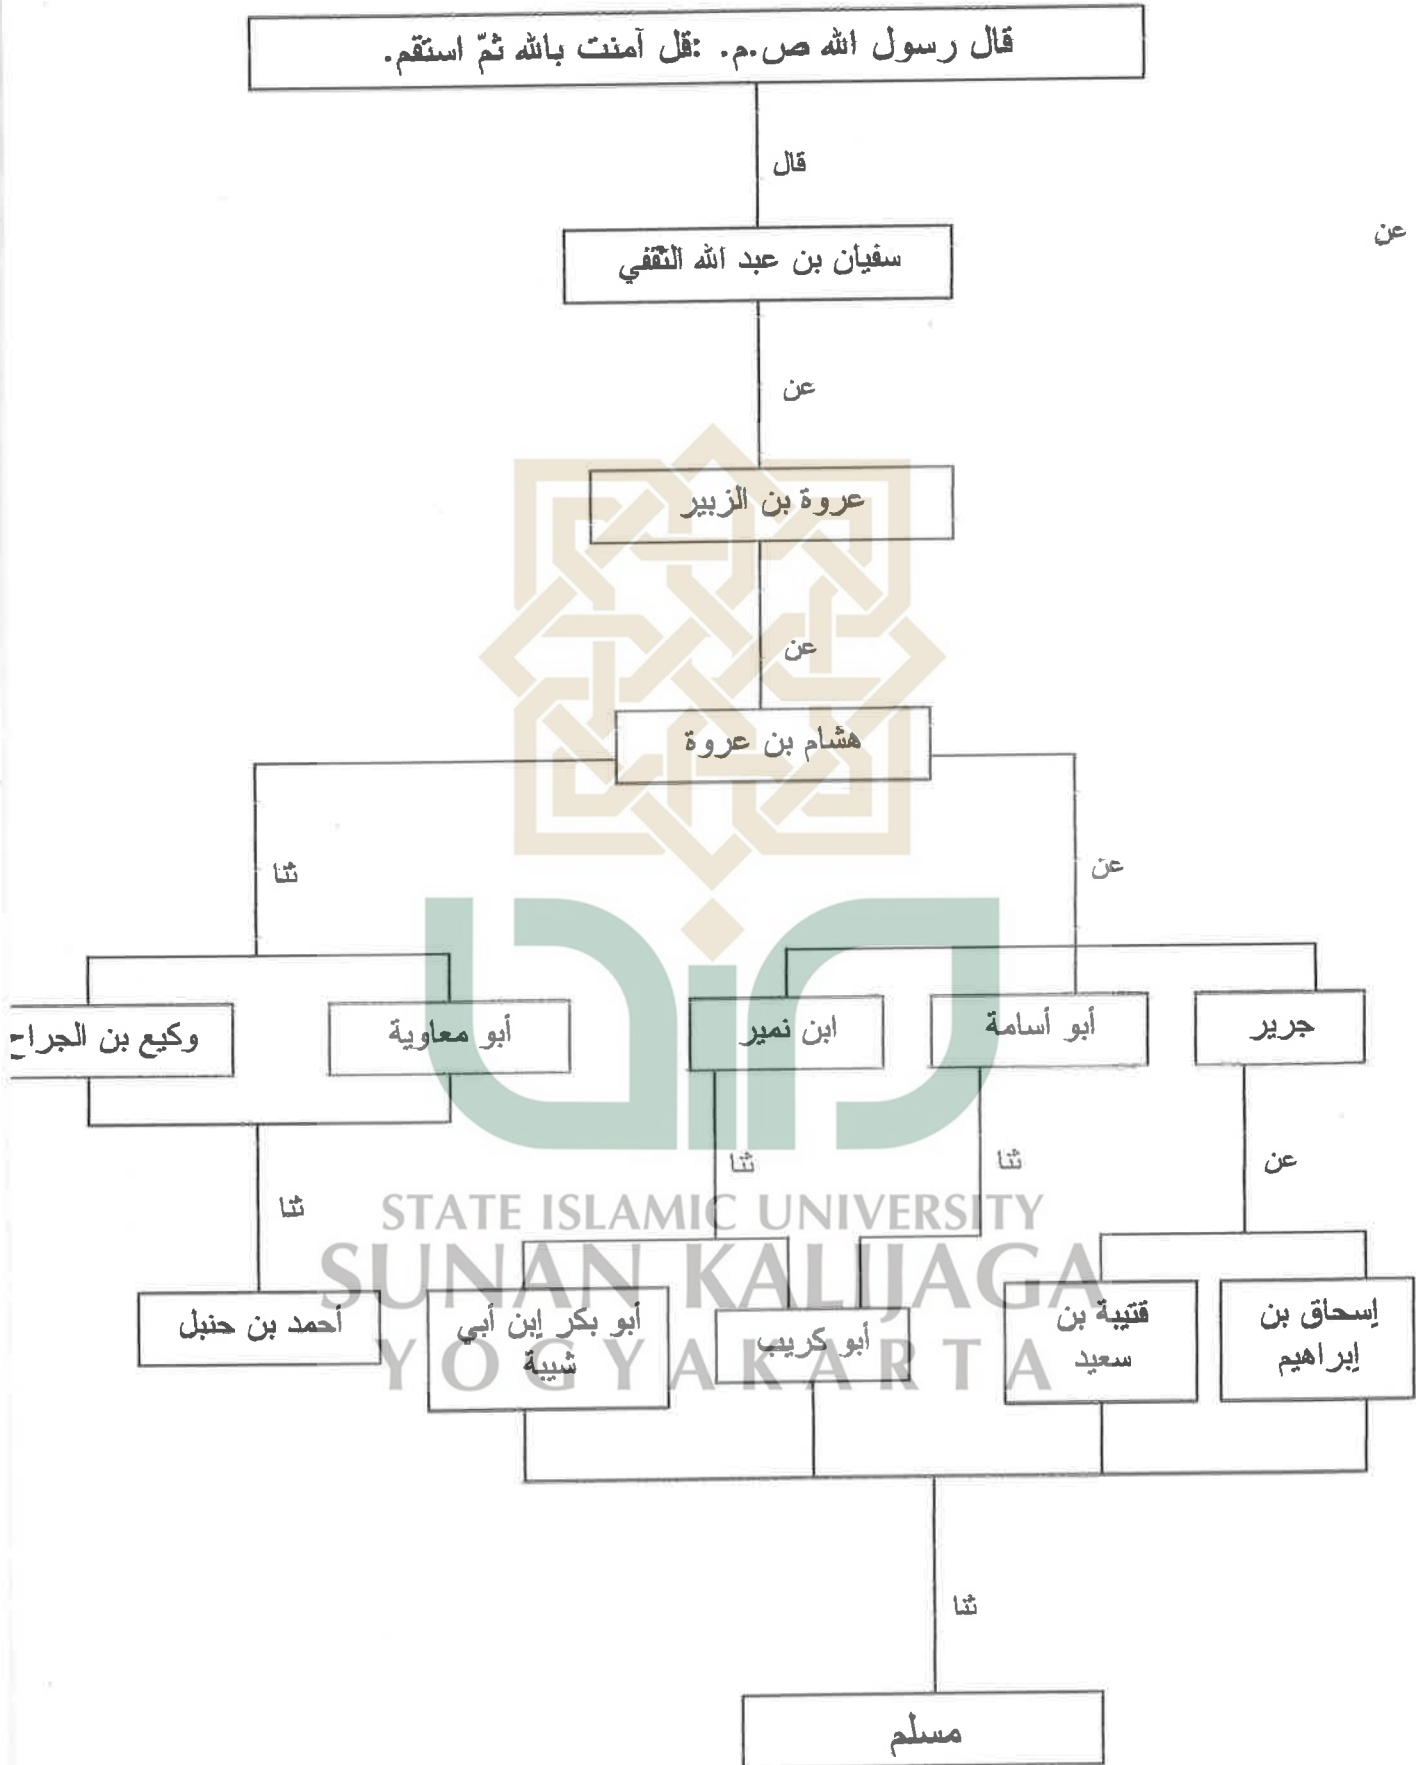 قال رسول الله ص.م. :قل آمنت بالله ثمّ استقم.
قال
عن
سفيان بن عبد الله الثقفي
عن
عروة بن الزبير
عن
هشام بن عروة
عن
ثنا
جرير
أبو أسامة
ابن نمير
أبو معاوية
وكيع بن الجراح
عن
ثنا
ثنا
ثنا
STATE ISLAMIC UNIVERSITY
SUNAN KALIJAGA
YOGYAKARTA
إسحاق بن
إبراهيم
قتيبة بن
سعيد
أبو كريب
أبو بكر إبن أبي
شيبة
أحمد بن حنبل
ثنا
مسلم